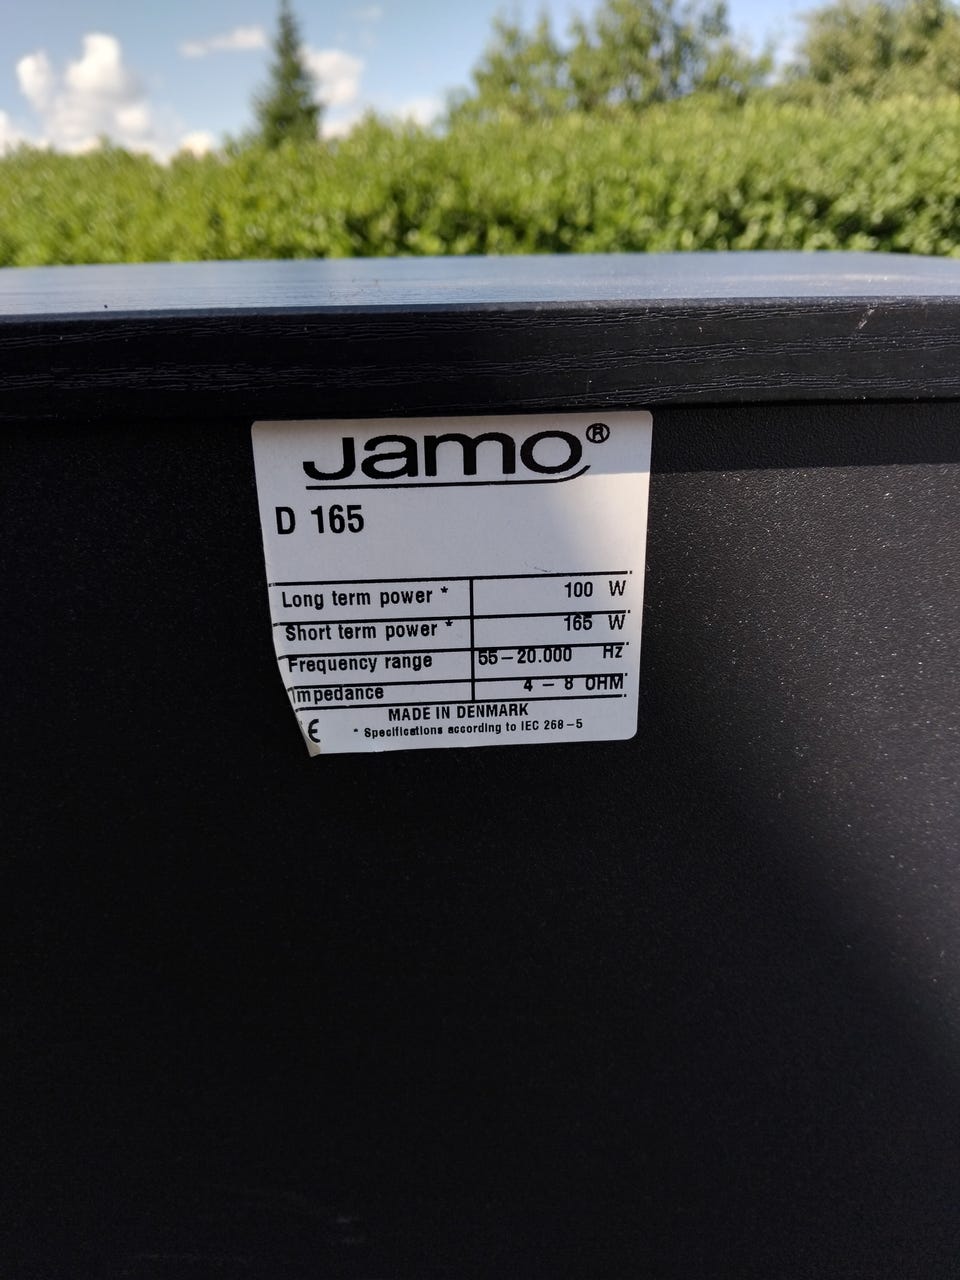 Jamo®
D 165
Long term power * 100 W
Short term power * 165 W
Frequency range 55-20.000 Hz
Impedance 4 - 8 OHM
MADE IN DENMARK
CE * Specifications according to IEC 268-5